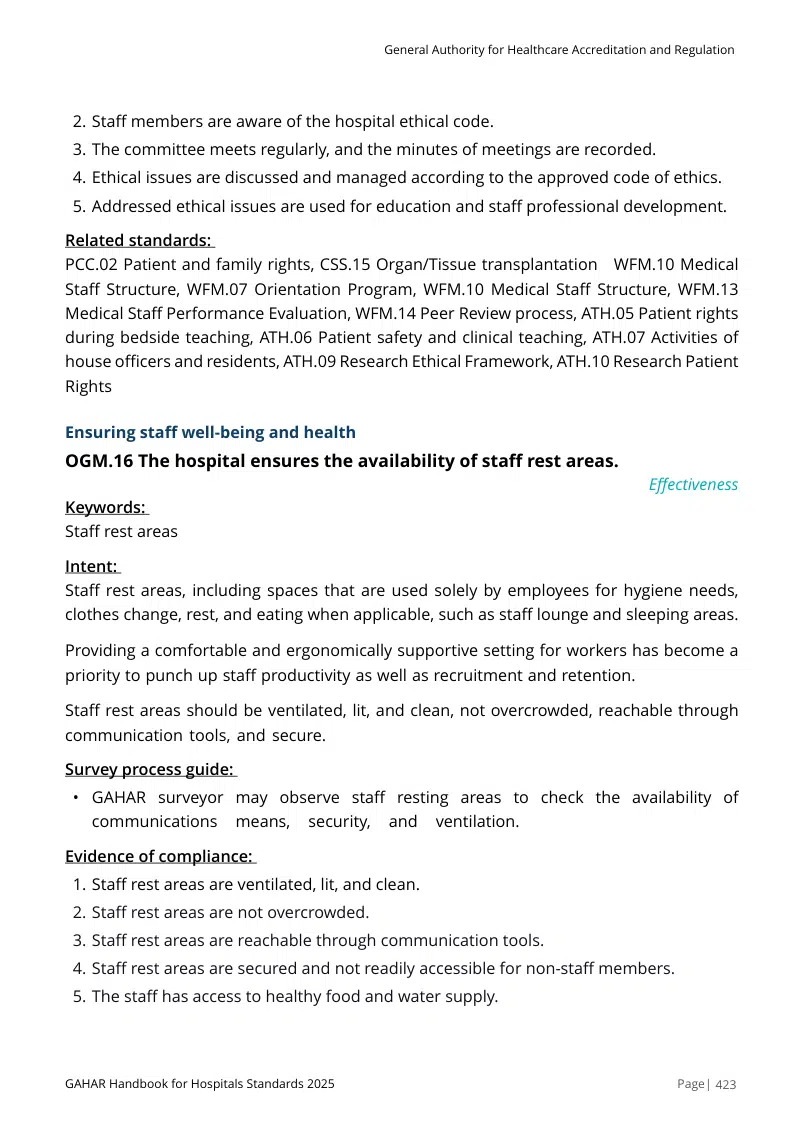 General Authority for Healthcare Accreditation and Regulation
2. Staff members are aware of the hospital ethical code.
3. The committee meets regularly, and the minutes of meetings are recorded.
4. Ethical issues are discussed and managed according to the approved code of ethics.
5. Addressed ethical issues are used for education and staff professional development.
Related standards:
PCC.02 Patient and family rights, CSS.15 Organ/Tissue transplantation WFM.10 Medical
Staff Structure, WFM.07 Orientation Program, WFM.10 Medical Staff Structure, WFM.13
Medical Staff Performance Evaluation, WFM.14 Peer Review process, ATH.05 Patient rights
during bedside teaching, ATH.06 Patient safety and clinical teaching, ATH.07 Activities of
house officers and residents, ATH.09 Research Ethical Framework, ATH.10 Research Patient
Rights
Ensuring staff well-being and health
OGM.16 The hospital ensures the availability of staff rest areas.
Effectiveness
Keywords:
Staff rest areas
Intent:
Staff rest areas, including spaces that are used solely by employees for hygiene needs,
clothes change, rest, and eating when applicable, such as staff lounge and sleeping areas.
Providing a comfortable and ergonomically supportive setting for workers has become a
priority to punch up staff productivity as well as recruitment and retention.
Staff rest areas should be ventilated, lit, and clean, not overcrowded, reachable through
communication tools, and secure.
Survey process guide:
• GAHAR surveyor may observe staff resting areas to check the availability of
communications means, security, and ventilation.
Evidence of compliance:
1. Staff rest areas are ventilated, lit, and clean.
2. Staff rest areas are not overcrowded.
3. Staff rest areas are reachable through communication tools.
4. Staff rest areas are secured and not readily accessible for non-staff members.
5. The staff has access to healthy food and water supply.
GAHAR Handbook for Hospitals Standards 2025
Page| 423